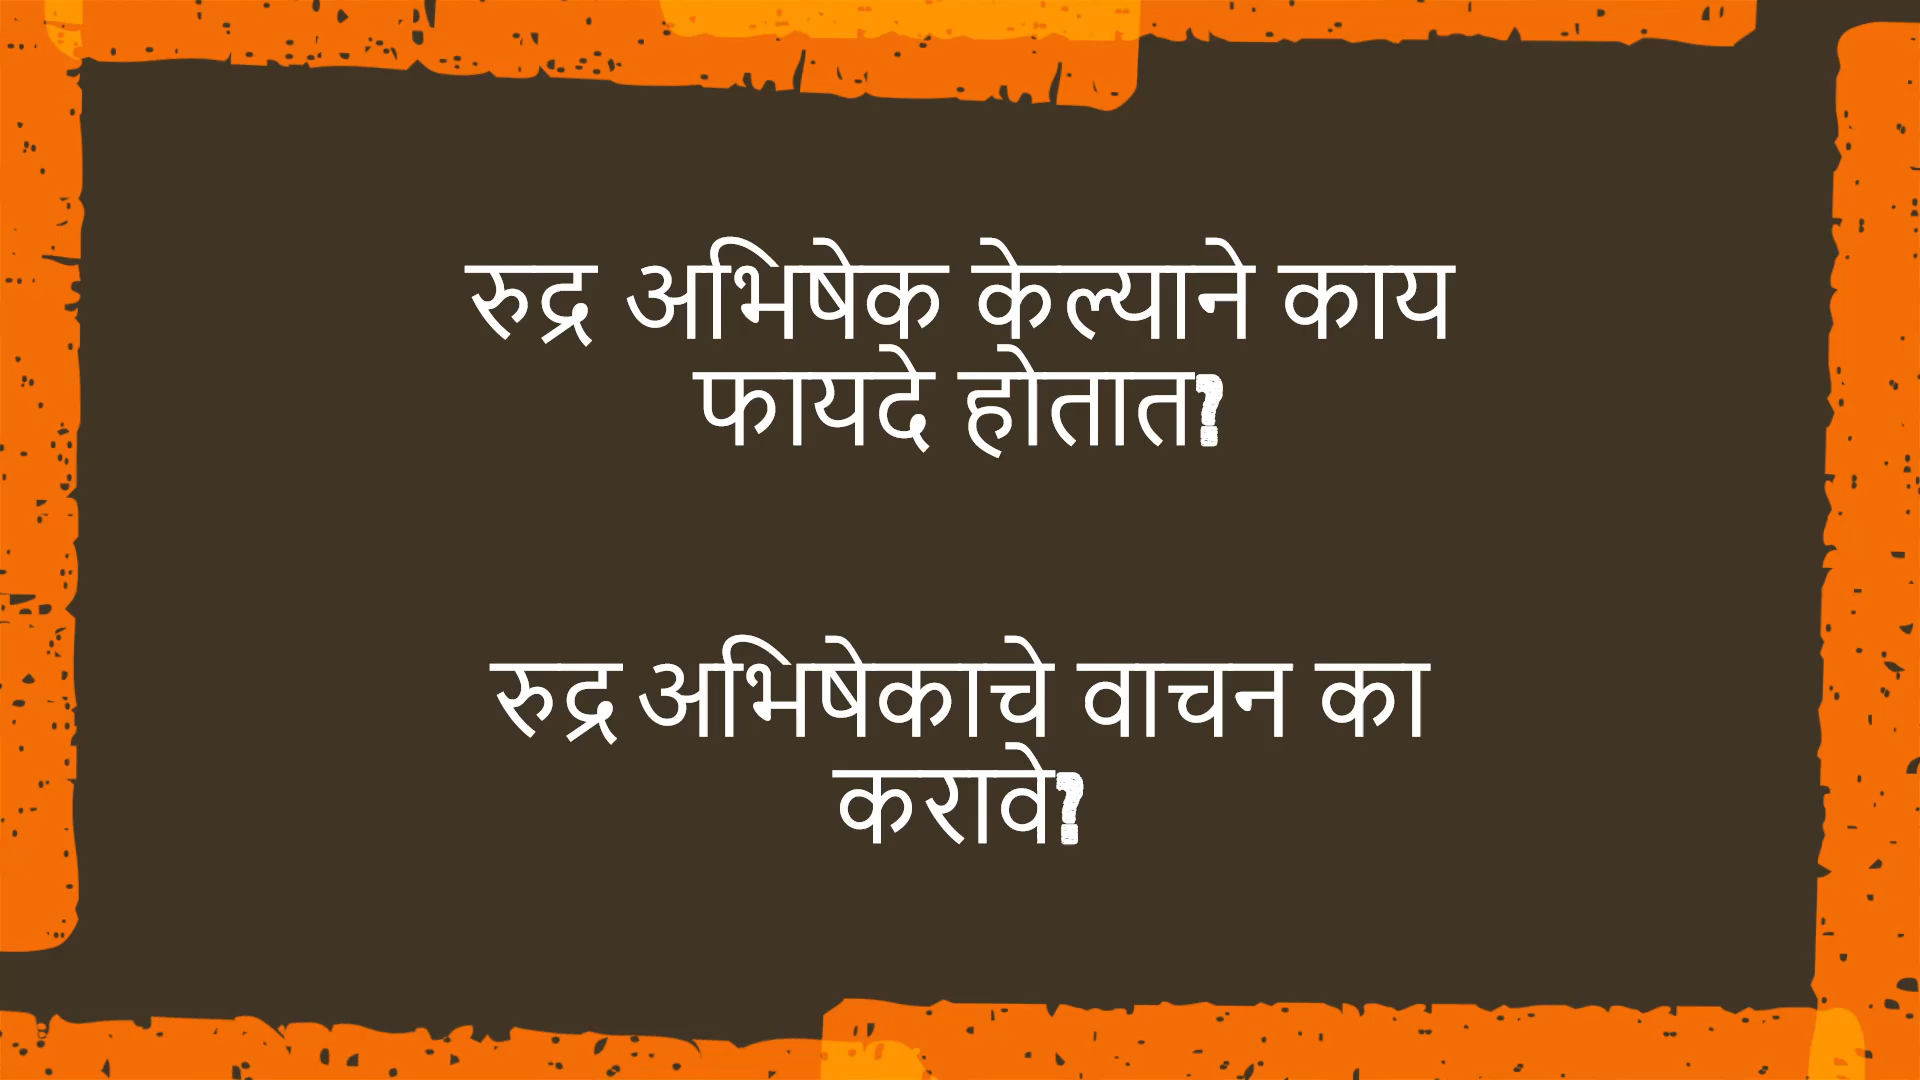 रुद्र अभिषेक केल्याने काय
फायदे होतात?
रुद्र अभिषेकाचे वाचन का
करावे?